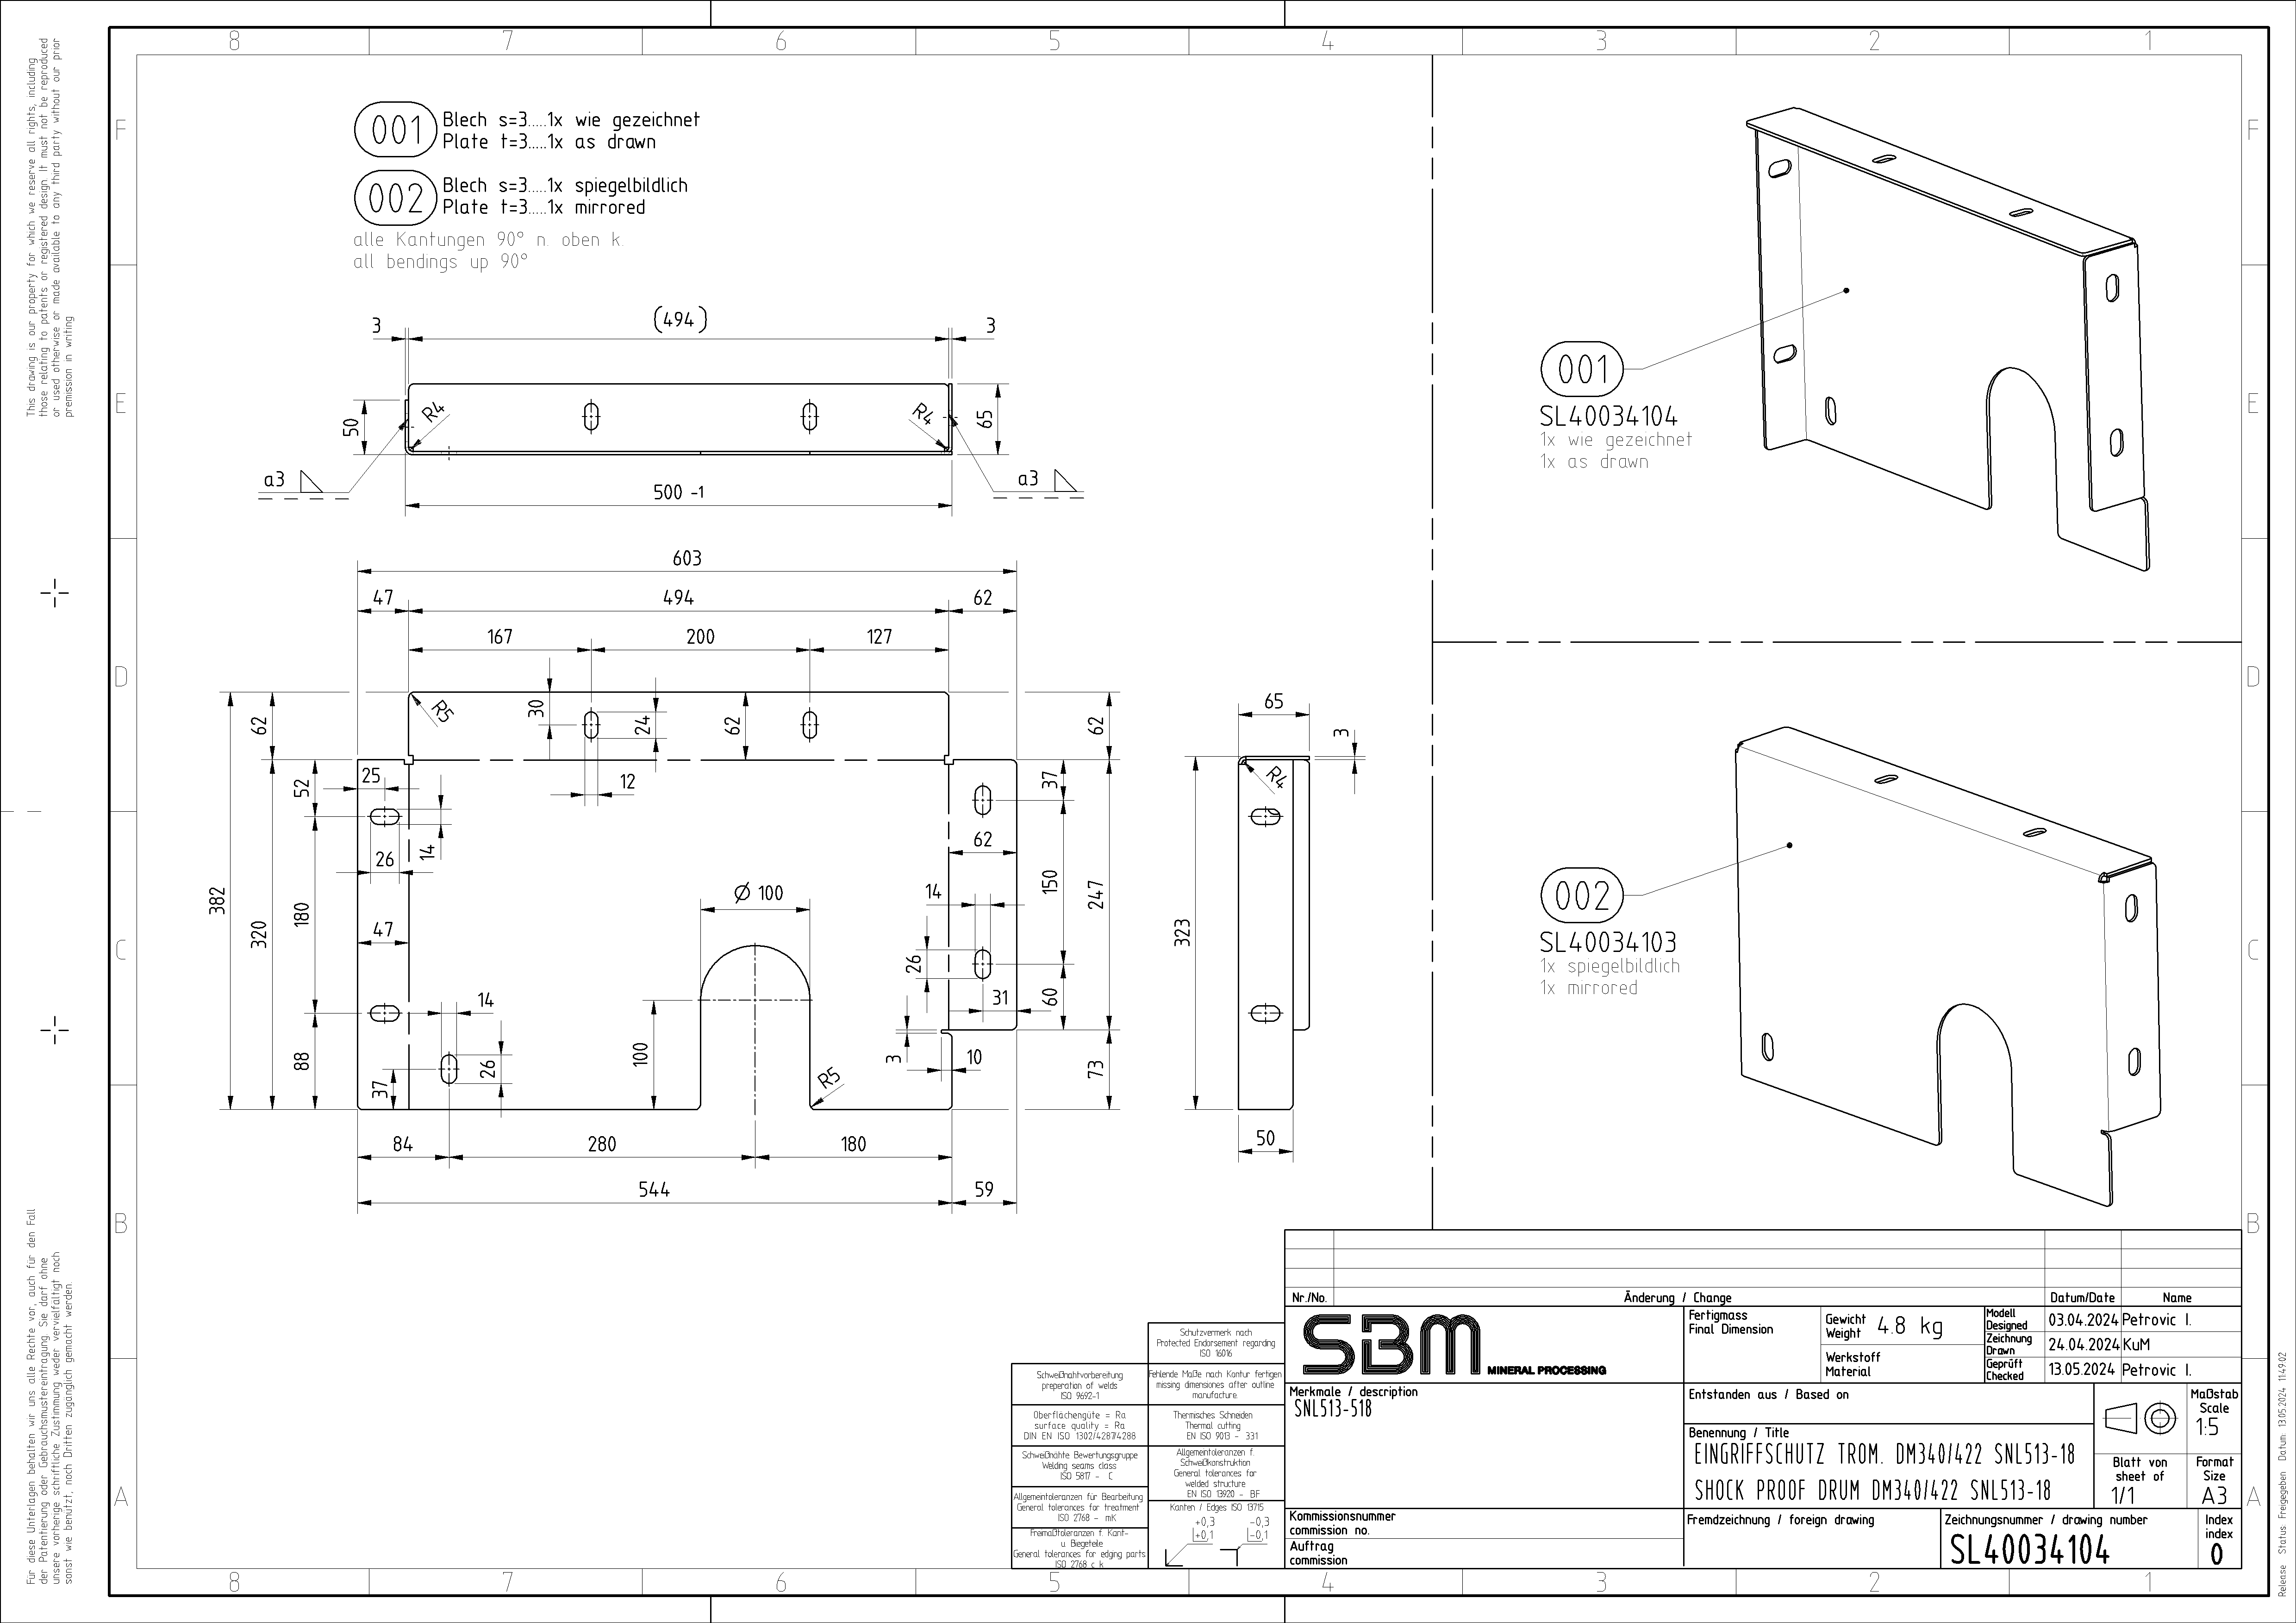 8 7 6 5 4 3 2 1
This drawing is our property for which we reserve all rights, including
those relating to patents or registered design. It must not be reproduced
or used otherwise or made available to any third party without our prior
premission in writing
F
E
D
C
B
A
001
Blech s=3.....1x wie gezeichnet
Plate t=3.....1x as drawn
002
Blech s=3.....1x spiegelbildlich
Plate t=3.....1x mirrored
alle Kantungen 90° n. oben k.
all bendings up 90°
3
(494)
3
50
R4
R4
65
a3
a3
500 -1
603
47
494
62
167
200
127
62
R5
30
24
62
62
12
25
52
37
26
14
62
382
320
180
47
Ø 100
14
150
247
26
31
60
88
14
26
37
100
3
10
R5
73
84
280
180
544
59
65
3
R4
323
50
001
SL40034104
1x wie gezeichnet
1x as drawn
002
SL40034103
1x spiegelbildlich
1x mirrored
F
E
D
C
B
A
Für diese Unterlagen behalten wir uns alle Rechte vor, auch für den Fall
der Patentierung oder Gebrauchsmustereintragung. Sie darf ohne
unsere vorherige schriftliche Zustimmung weder vervielfältigt noch
sonst wie benützt, noch Dritten zugänglich gemacht werden.
Schutzvermerk nach
Protected Endorsement regarding
ISO 16016
Schweißnahtvorbereitung
preperation of welds
ISO 9692-1
Fehlende Maße nach Kontur fertigen
missing dimensiones after outline
manufacture.
Oberflächengüte = Ra
surface quality = Ra
DIN EN ISO 1302/4287/4288
Thermisches Schneiden
Thermal cutting
EN ISO 9013 - 331
Schweißnähte Bewertungsgruppe
Welding seams class
ISO 5817 - C
Allgementoleranzen f.
Schweißkonstruktion
General tolerances for
welded structure
EN ISO 13920 - BF
Allgementoleranzen für Bearbeitung
General tolerances for treatment
ISO 2768 - mK
Freimaßtoleranzen f. Kant-
u. Biegeteile
General tolerances for edging parts
ISO 2768 c k
Kanten / Edges ISO 13715
+0,3
+0,1
-0,3
-0,1
Nr./No.
Änderung / Change
Datum/Date
Name
SBM
MINERAL PROCESSING
Fertigmass
Final Dimension
Gewicht
Weight
4.8 kg
Werkstoff
Material
Modell
Designed
03.04.2024
Petrovic I.
Zeichnung
Drawn
24.04.2024
KuM
Geprüft
Checked
13.05.2024
Petrovic I.
Merkmale / description
SNL513-518
Entstanden aus / Based on
Benennung / Title
EINGRIFFSCHUTZ TROM. DM340/422 SNL513-18
SHOCK PROOF DRUM DM340/422 SNL513-18
Maßstab
Scale
1:5
Blatt von
sheet of
1/1
Format
Size
A3
Kommissionsnummer
commission no.
Auftrag
commission
Fremdzeichnung / foreign drawing
Zeichnungsnummer / drawing number
SL40034104
Index
index
0
8 7 6 5 4 3 2 1
Release Status: Freigegeben Datum: 13.05.2024 11:49:02